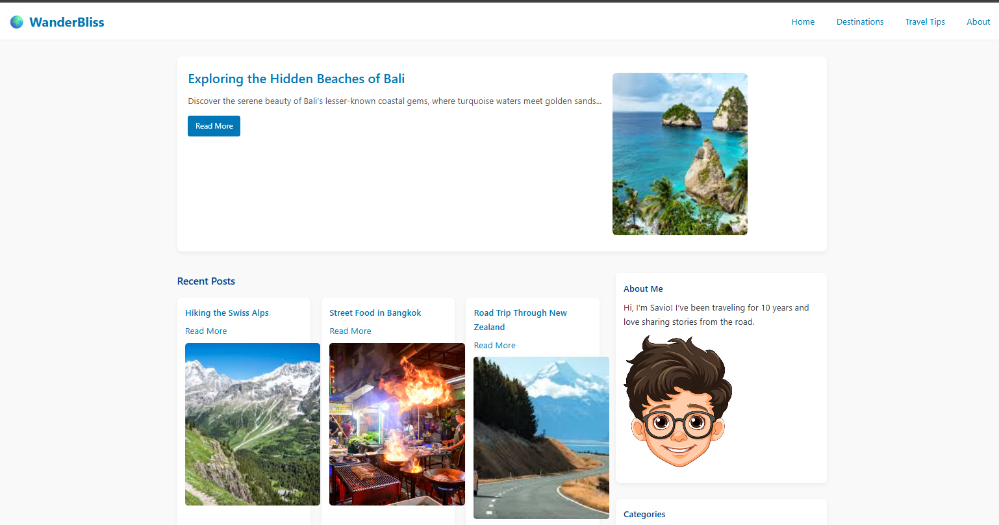 WanderBliss
Home
Destinations
Travel Tips
About
Exploring the Hidden Beaches of Bali
Discover the serene beauty of Bali’s lesser-known coastal gems, where turquoise waters meet golden sands...
Read More
Recent Posts
Hiking the Swiss Alps
Read More
Street Food in Bangkok
Read More
Road Trip Through New
Zealand
Read More
About Me
Hi, I’m Savio! I’ve been traveling for 10 years and
love sharing stories from the road.
Categories